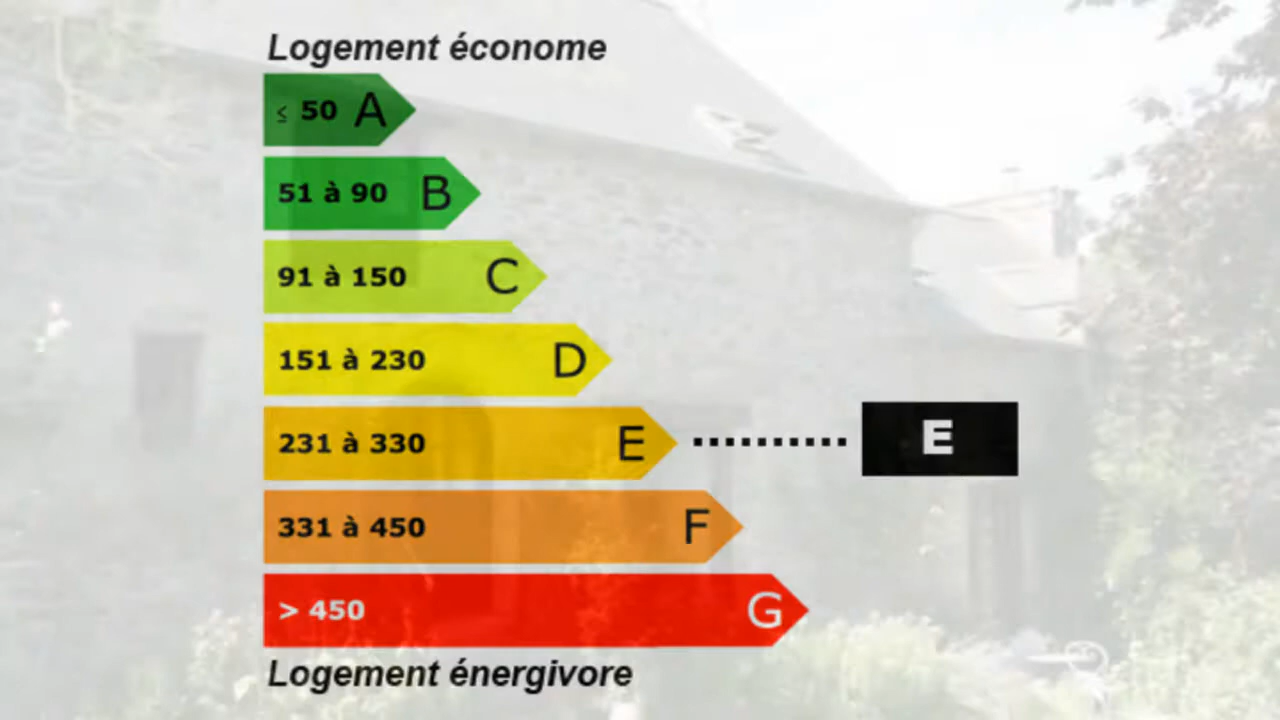 Logement économe
≤ 50 A
51 à 90 B
91 à 150 C
151 à 230 D
231 à 330 E
E
331 à 450 F
> 450 G
Logement énergivore